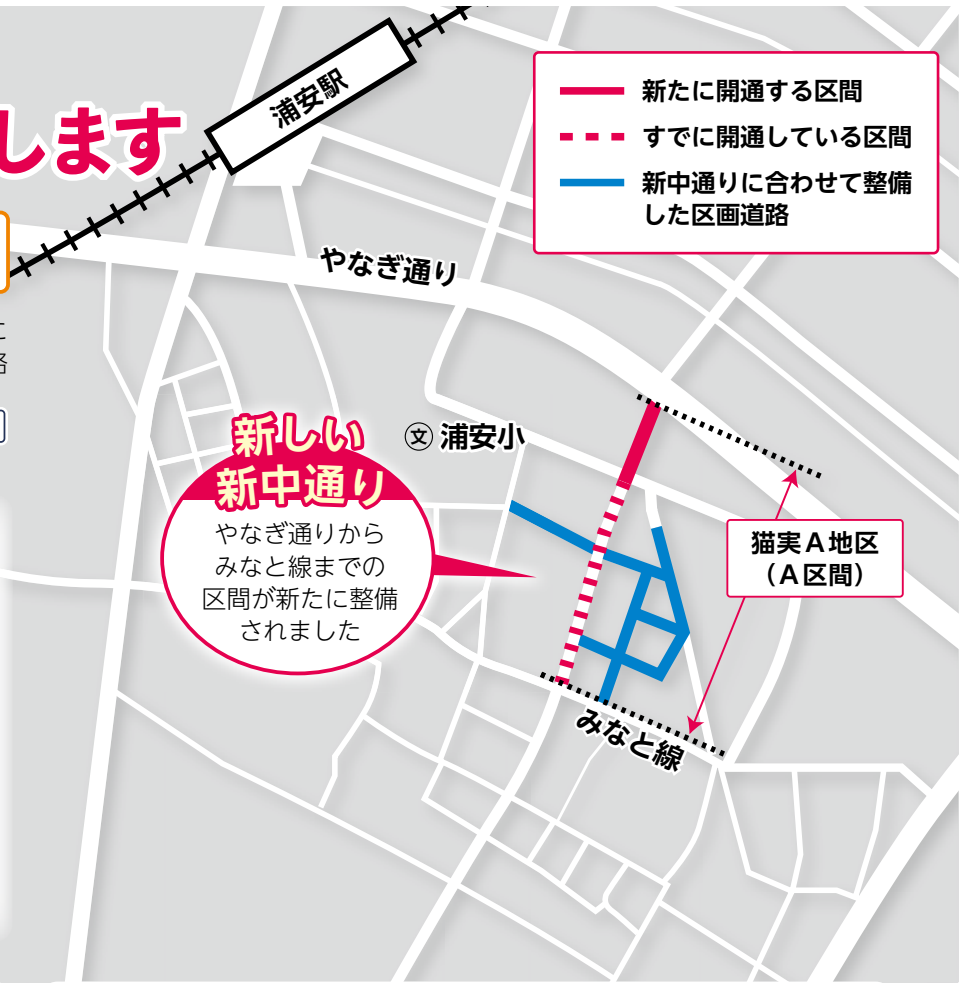 浦安駅
します
新たに開通する区間
すでに開通している区間
新中通りに合わせて整備
した区画道路
やなぎ通り
に
文 浦安小
新しい
新中通り
やなぎ通りから
みなと線までの
区間が新たに整備
されました
猫実A地区
(A区間)
みなと線